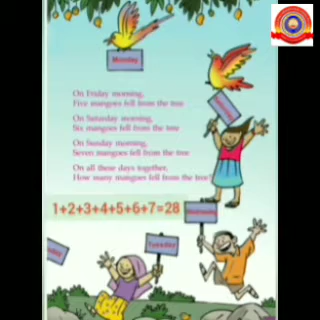 Monday
On Friday morning,
Five mangoes fell from the tree
On Saturday morning,
Six mangoes fell from the tree
On Sunday morning,
Seven mangoes fell from the tree
On all these days together,
How many mangoes fell from the tree?
1+2+3+4+5+6+7=28
Tuesday